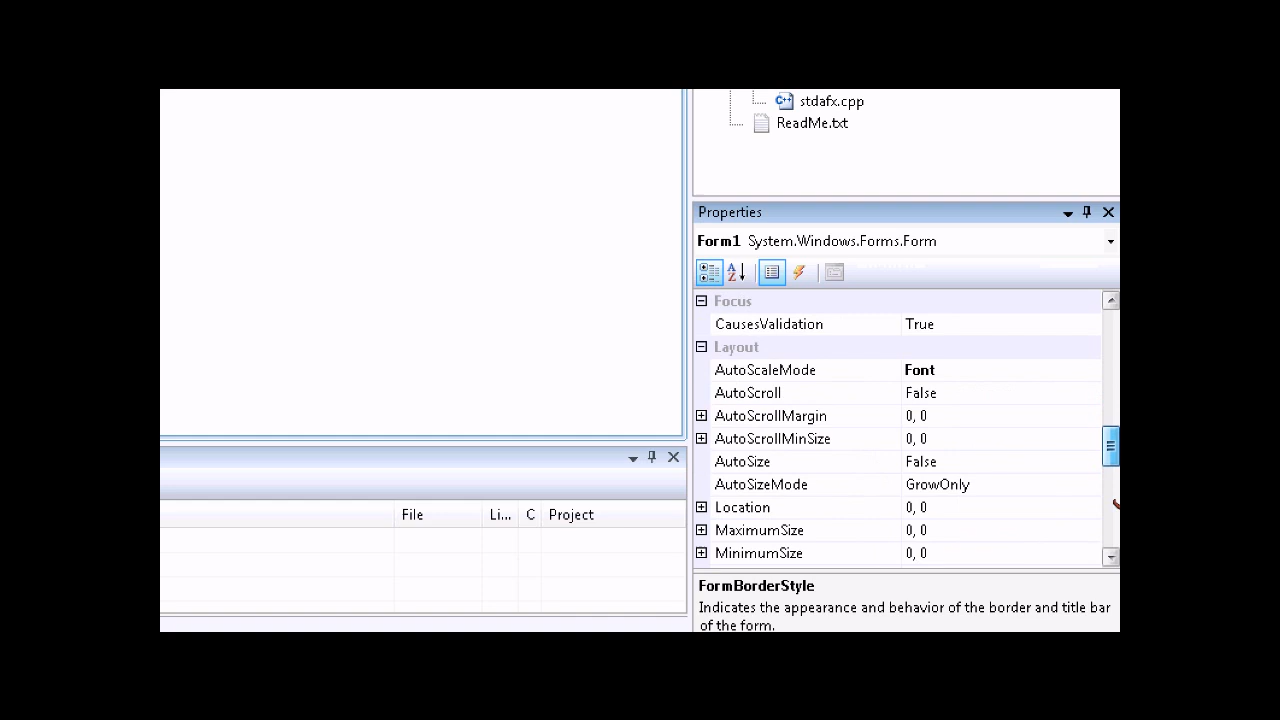 stdafx.cpp
ReadMe.txt
Properties
Form1 System.Windows.Forms.Form
Focus
CausesValidation True
Layout
AutoScaleMode Font
AutoScroll False
AutoScrollMargin 0, 0
AutoScrollMinSize 0, 0
AutoSize False
AutoSizeMode GrowOnly
Location 0, 0
MaximumSize 0, 0
MinimumSize 0, 0
File Li... C Project
FormBorderStyle
Indicates the appearance and behavior of the border and title bar
of the form.